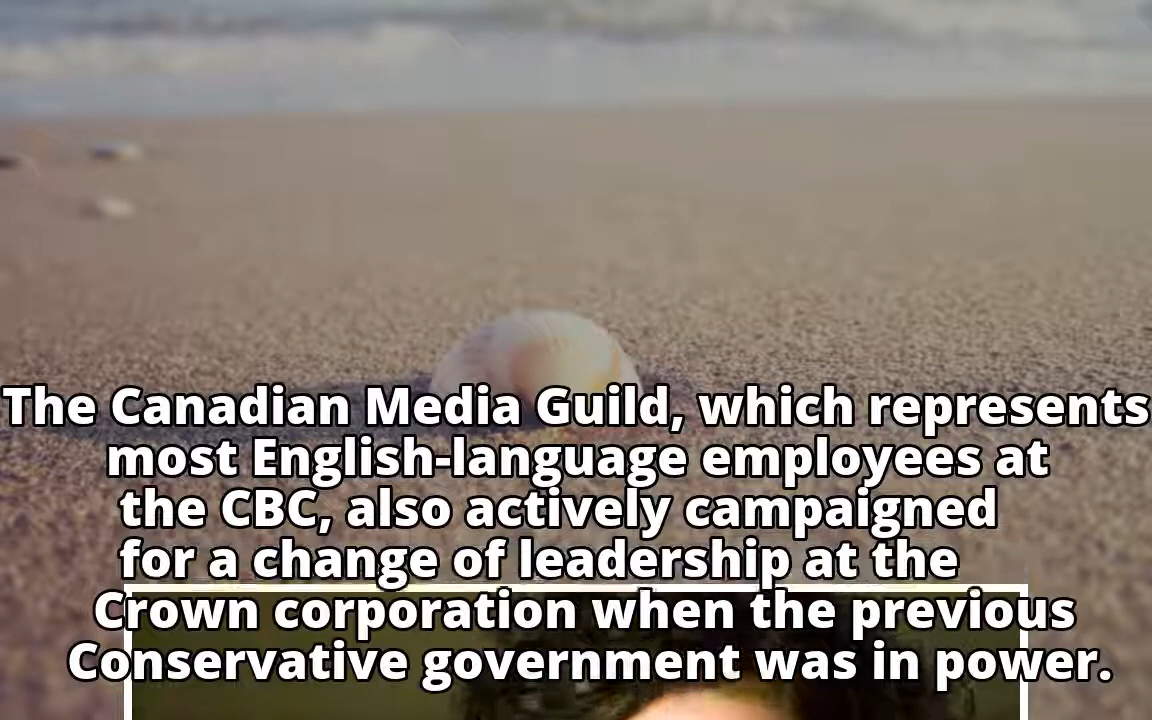 The Canadian Media Guild, which represents
most English-language employees at
the CBC, also actively campaigned
for a change of leadership at the
Crown corporation when the previous
Conservative government was in power.